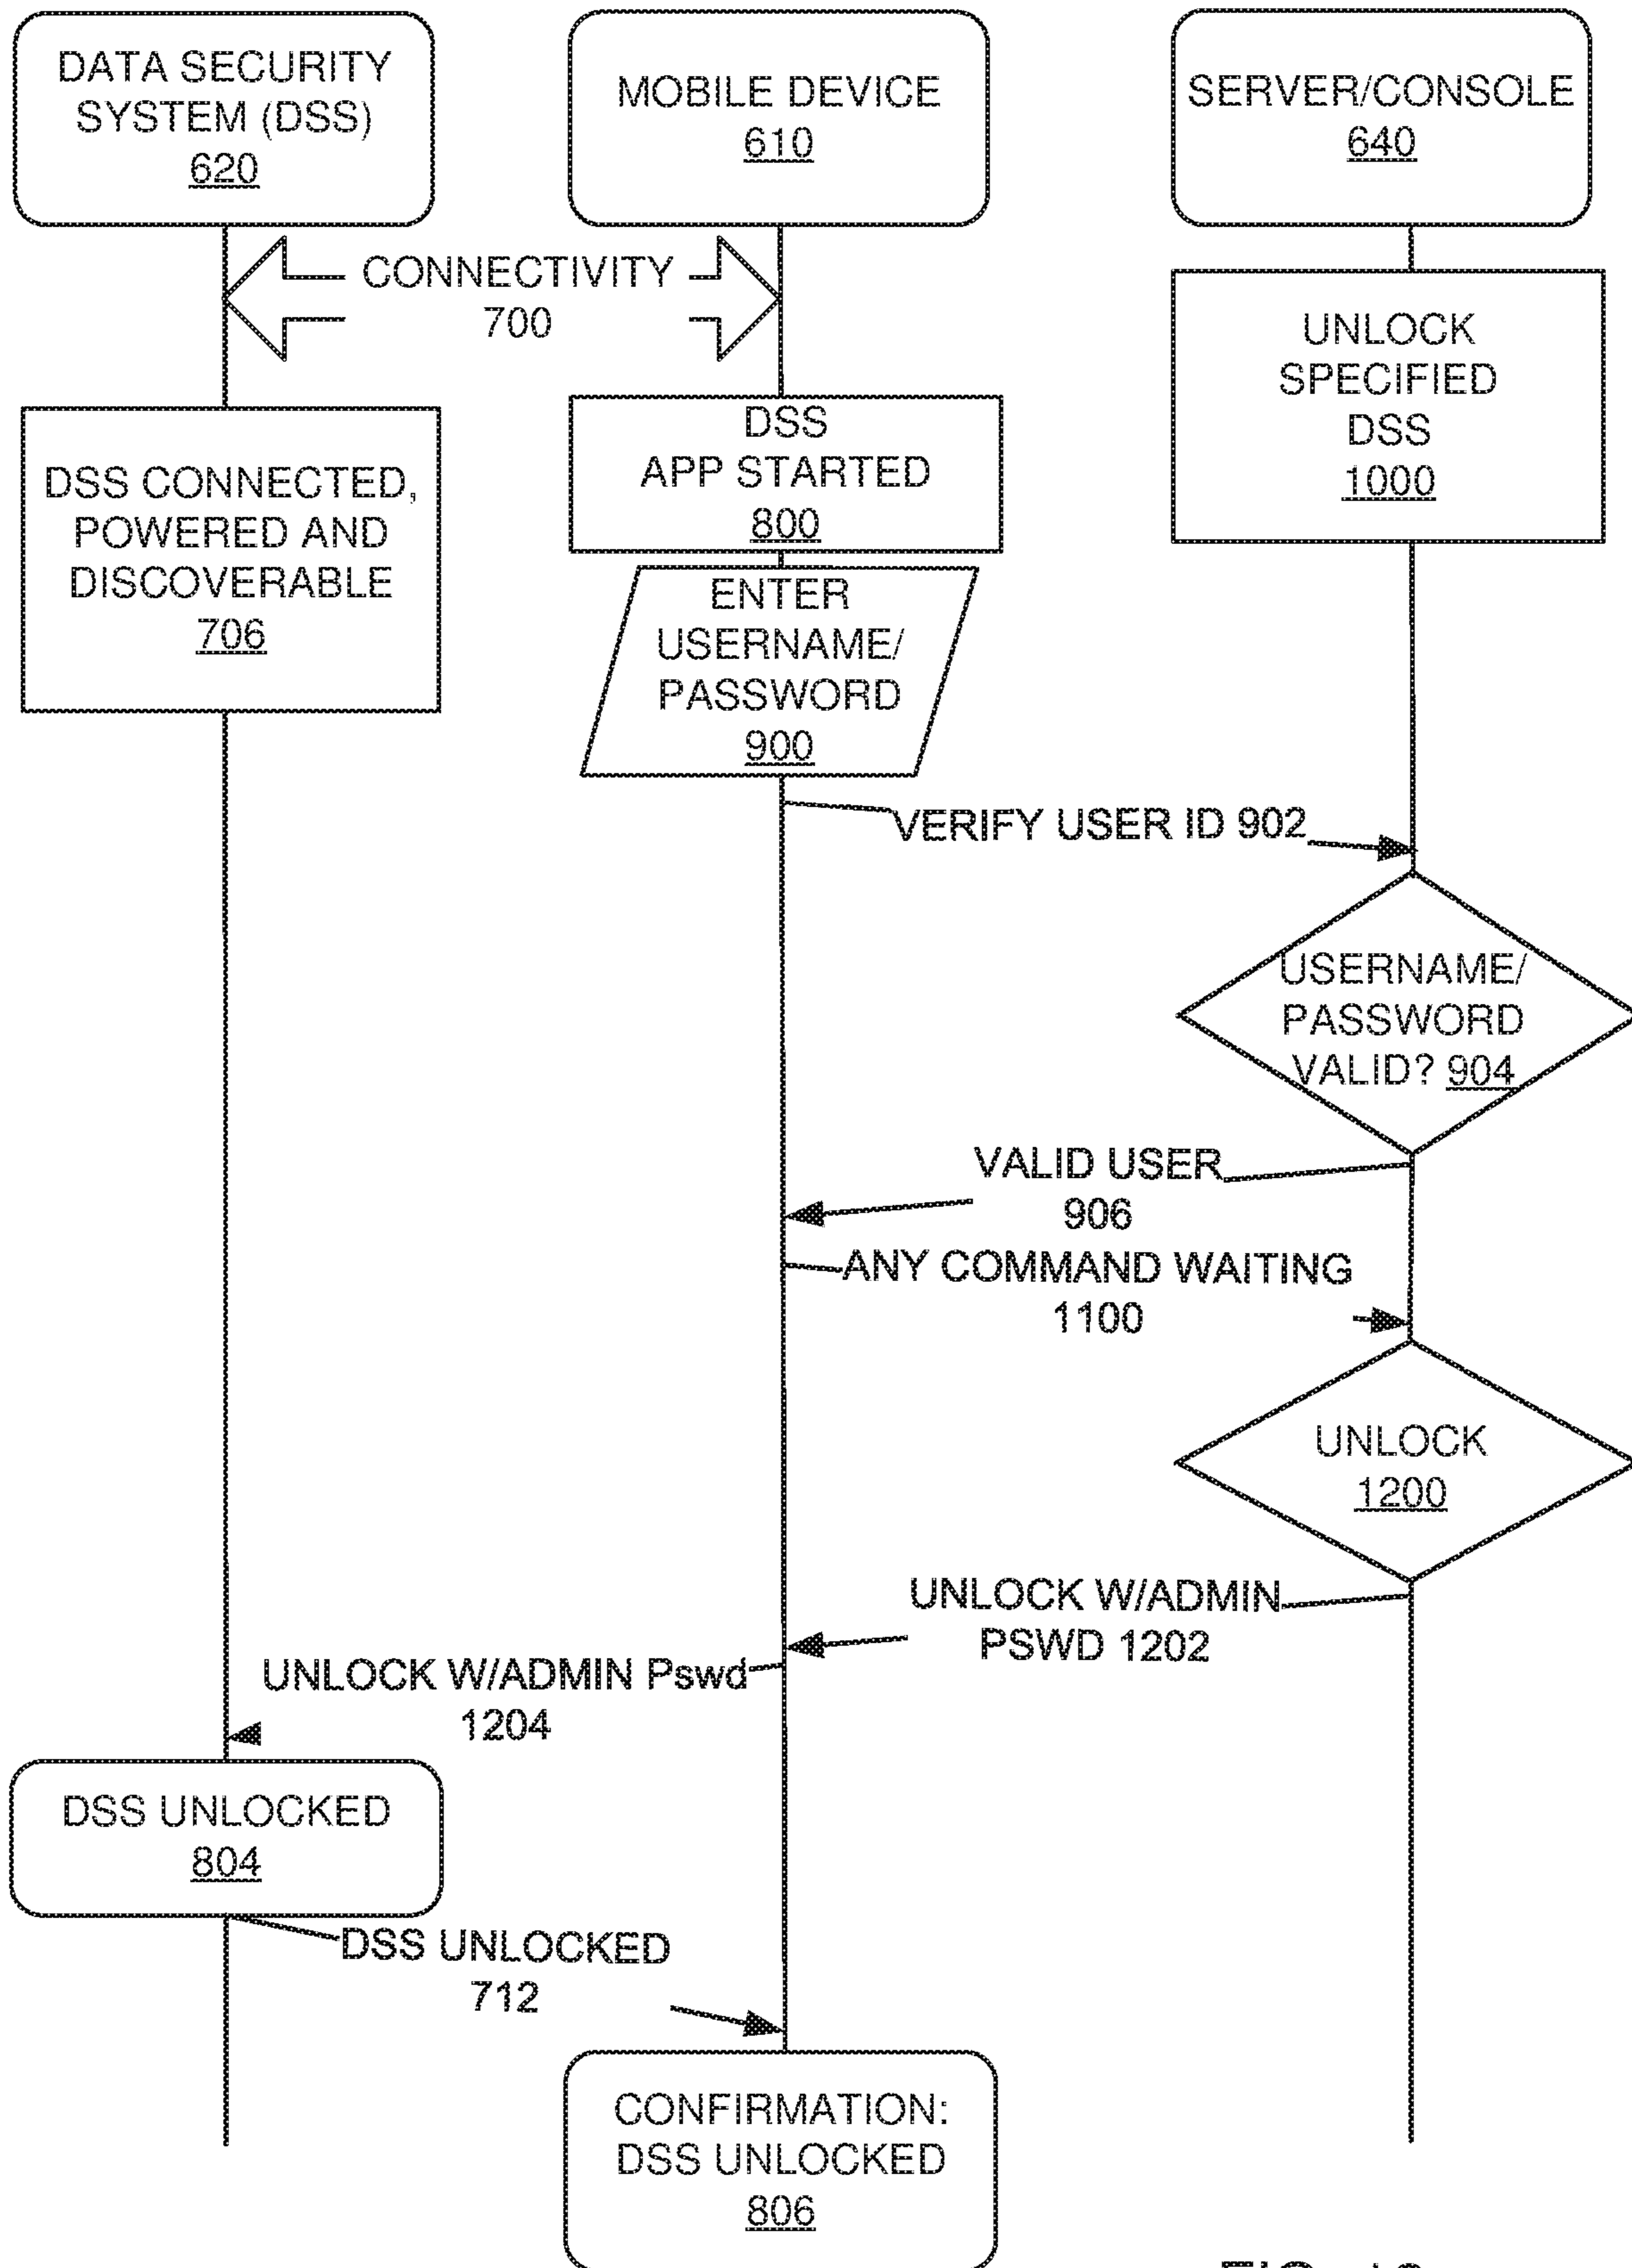 DATA SECURITY
SYSTEM (DSS)
620
MOBILE DEVICE
610
SERVER/CONSOLE
640
CONNECTIVITY
700
UNLOCK
SPECIFIED
DSS
1000
DSS CONNECTED,
POWERED AND
DISCOVERABLE
706
DSS
APP STARTED
800
ENTER
USERNAME/
PASSWORD
900
VERIFY USER ID 902
USERNAME/
PASSWORD
VALID? 904
VALID USER
906
ANY COMMAND WAITING
1100
UNLOCK
1200
UNLOCK W/ADMIN
PSWD 1202
UNLOCK W/ADMIN Pswd
1204
DSS UNLOCKED
804
DSS UNLOCKED
712
CONFIRMATION:
DSS UNLOCKED
806